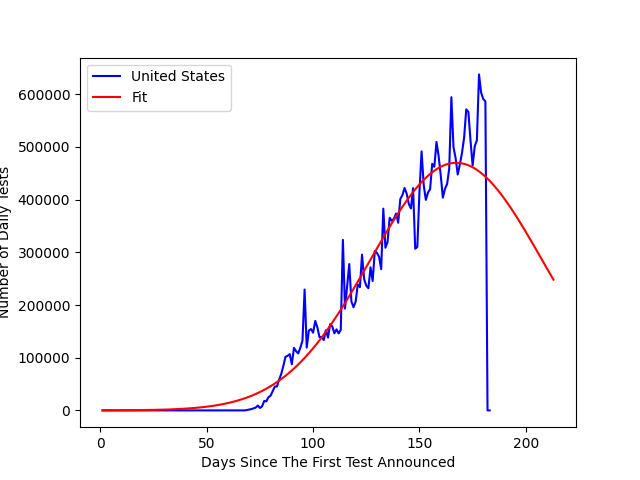 United States
Fit
600000
500000
400000
300000
200000
100000
0
Number of Daily Tests
0 50 100 150 200
Days Since The First Test Announced